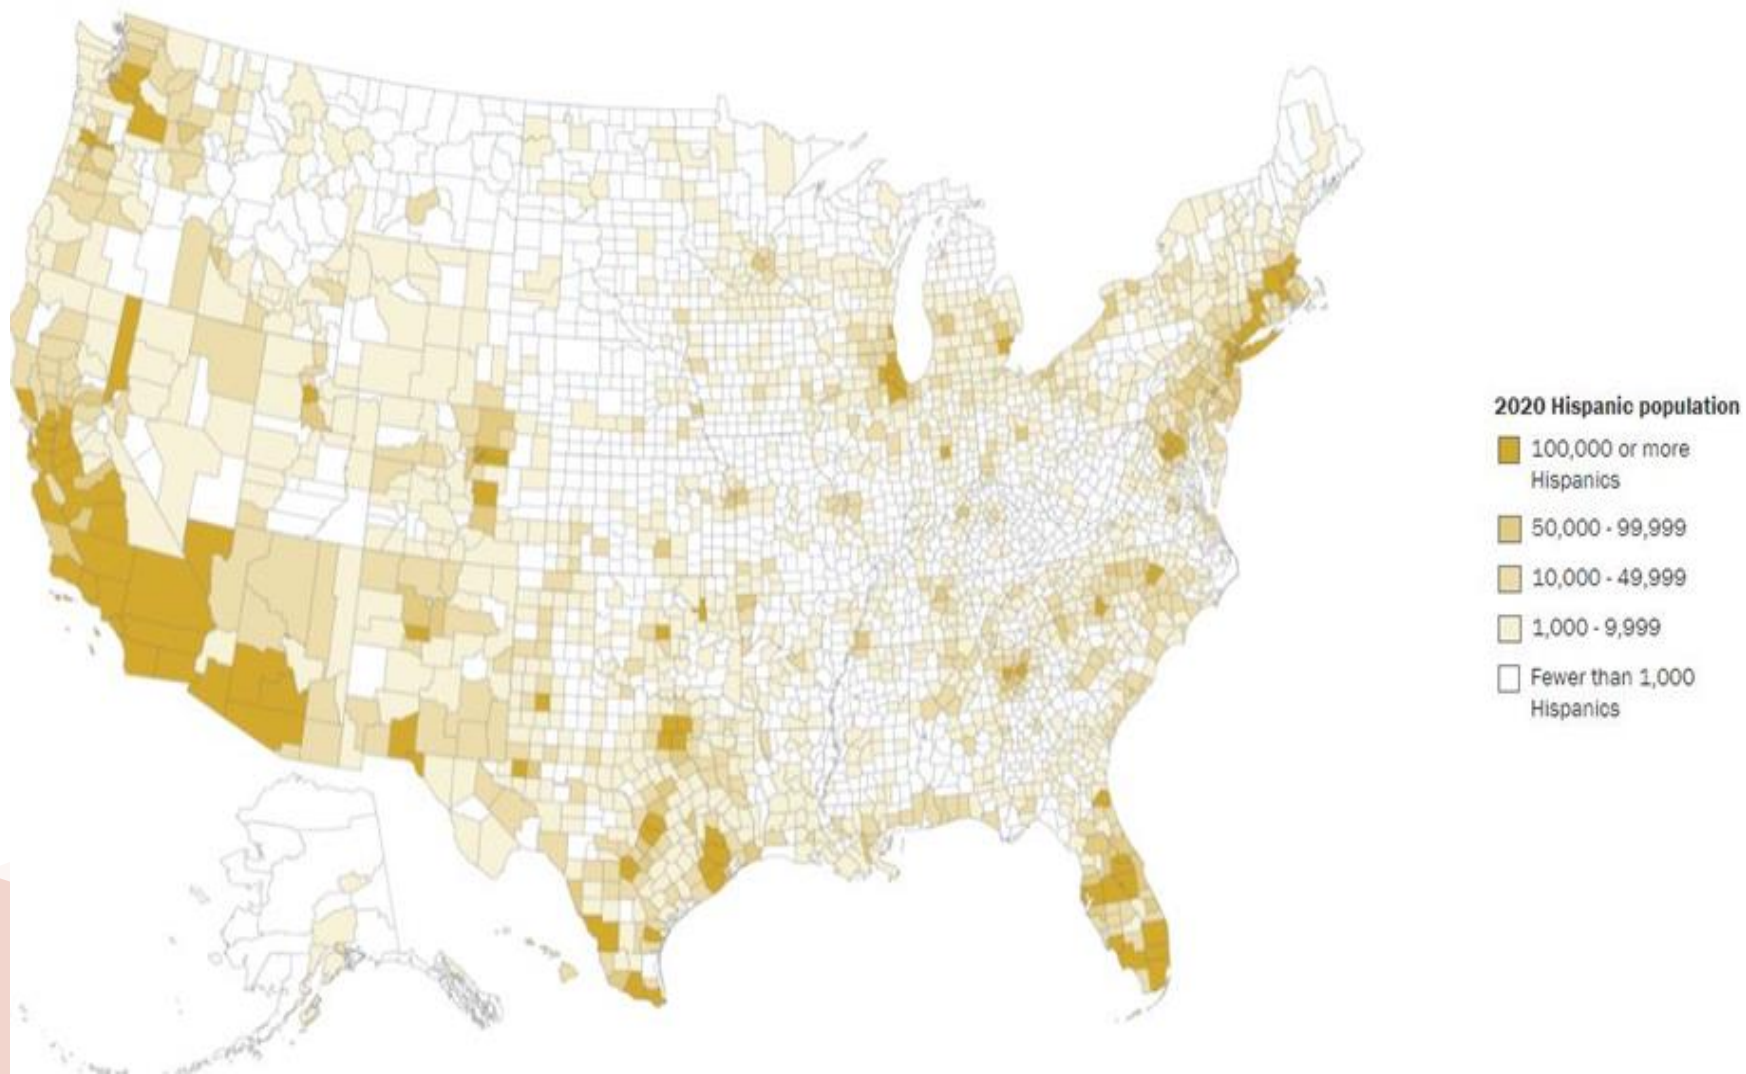 2020 Hispanic population
100,000 or more
Hispanics
50,000 - 99,999
10,000 - 49,999
1,000 - 9,999
Fewer than 1,000
Hispanics